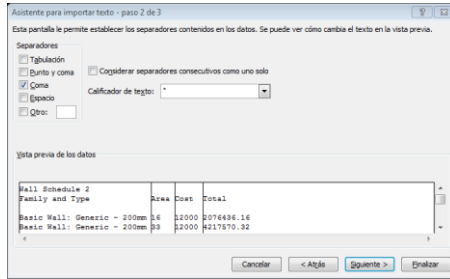 Asistente para importar texto - paso 2 de 3
Esta pantalla le permite establecer los separadores contenidos en los datos. Se puede ver cómo cambia el texto en la vista previa.
Separadores
Tabulación
Punto y coma
Coma
Espacio
Otro:
Considerar separadores consecutivos como uno solo
Calificador de texto: "
Vista previa de los datos
Wall Schedule 2
Family and Type Area Cost Total
Basic Wall: Generic - 200mm 16 12000 2076436.16
Basic Wall: Generic - 200mm 33 12000 4217570.32
Cancelar < Atrás Siguiente > Finalizar